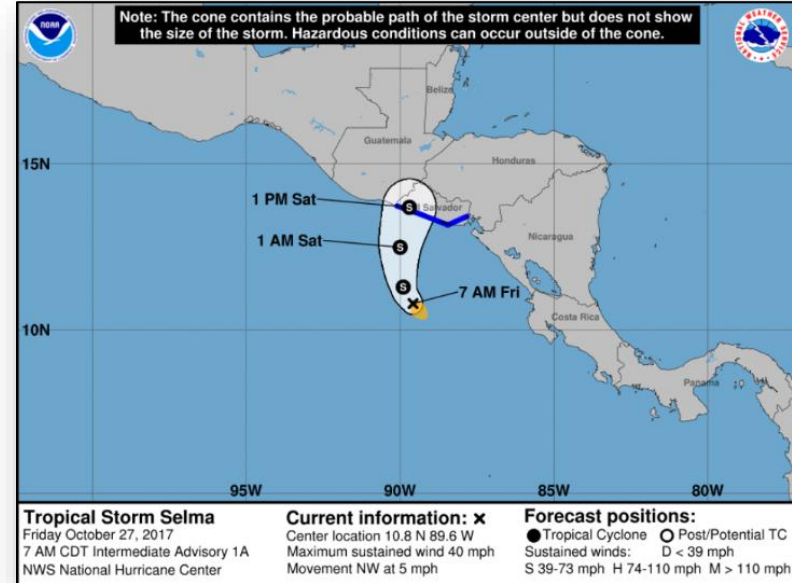 Note: The cone contains the probable path of the storm center but does not show
the size of the storm. Hazardous conditions can occur outside of the cone.
NOAA
NATIONAL WEATHER SERVICE
Belize
Guatemala
15N
Honduras
1 PM Sat
S
Salvador
1 AM Sat
S
Nicaragua
S
7 AM Fri
10N
Costa Rica
Panama
95W
90W
85W
80W
Tropical Storm Selma
Friday October 27, 2017
7 AM CDT Intermediate Advisory 1A
NWS National Hurricane Center
Current information: ×
Center location 10.8 N 89.6 W
Maximum sustained wind 40 mph
Movement NW at 5 mph
Forecast positions:
● Tropical Cyclone ○ Post/Potential TC
Sustained winds: D < 39 mph
S 39-73 mph H 74-110 mph M > 110 mph